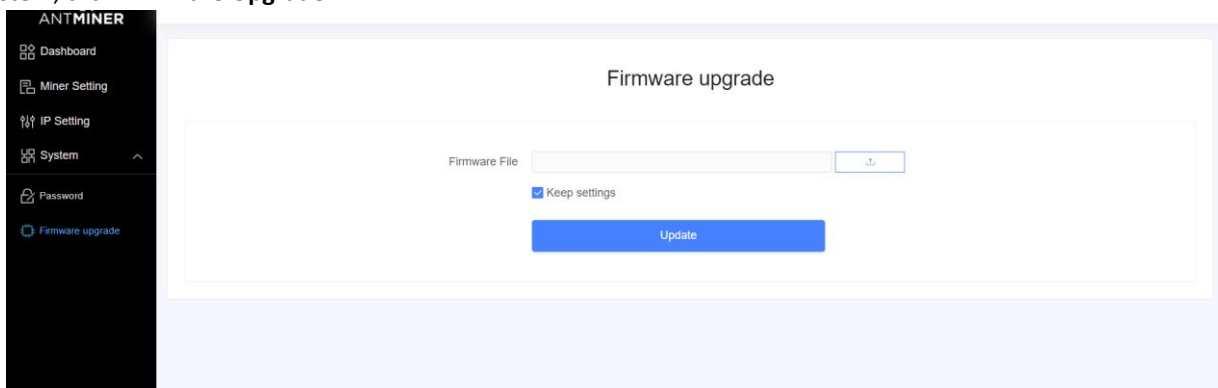 ANTMINER
Dashboard
Miner Setting
IP Setting
System
Password
Firmware upgrade
Firmware upgrade
Firmware File
Keep settings
Update